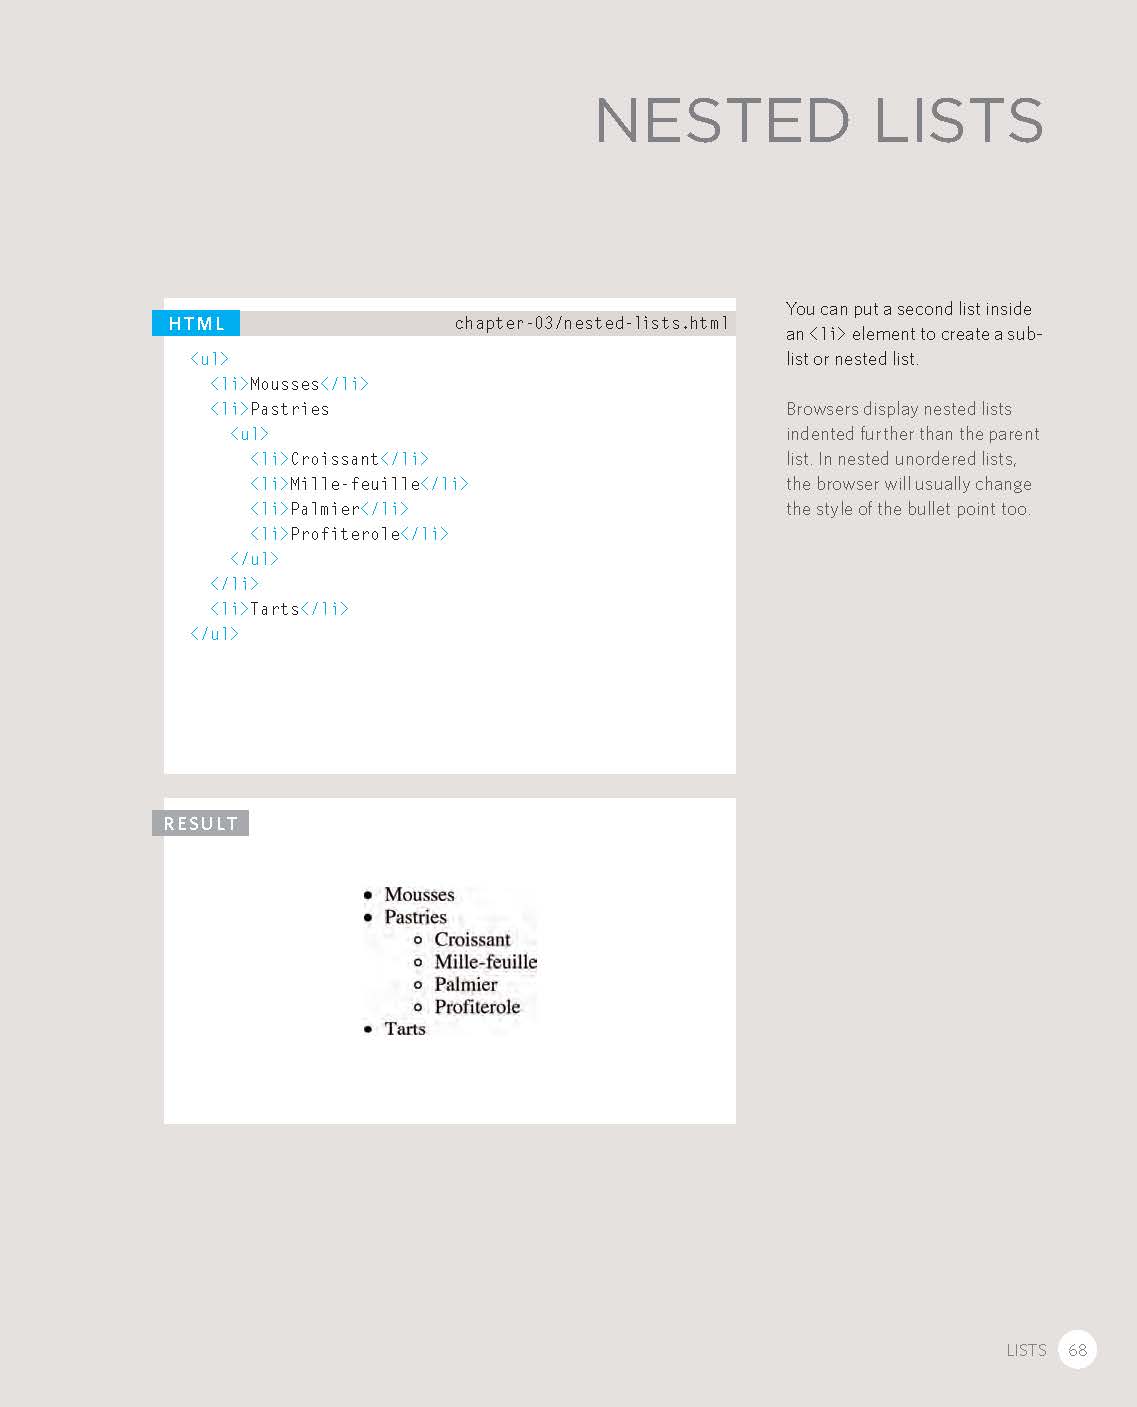 NESTED LISTS
HTML
chapter-03/nested-lists.html
<ul>
  <li>Mousses</li>
  <li>Pastries
    <ul>
      <li>Croissant</li>
      <li>Mille-feuille</li>
      <li>Palmier</li>
      <li>Profiterole</li>
    </ul>
  </li>
  <li>Tarts</li>
</ul>
You can put a second list inside
an <li> element to create a sub-
list or nested list.
Browsers display nested lists
indented further than the parent
list. In nested unordered lists,
the browser will usually change
the style of the bullet point too.
RESULT
• Mousses
• Pastries
◦ Croissant
◦ Mille-feuille
◦ Palmier
◦ Profiterole
• Tarts
LISTS 68